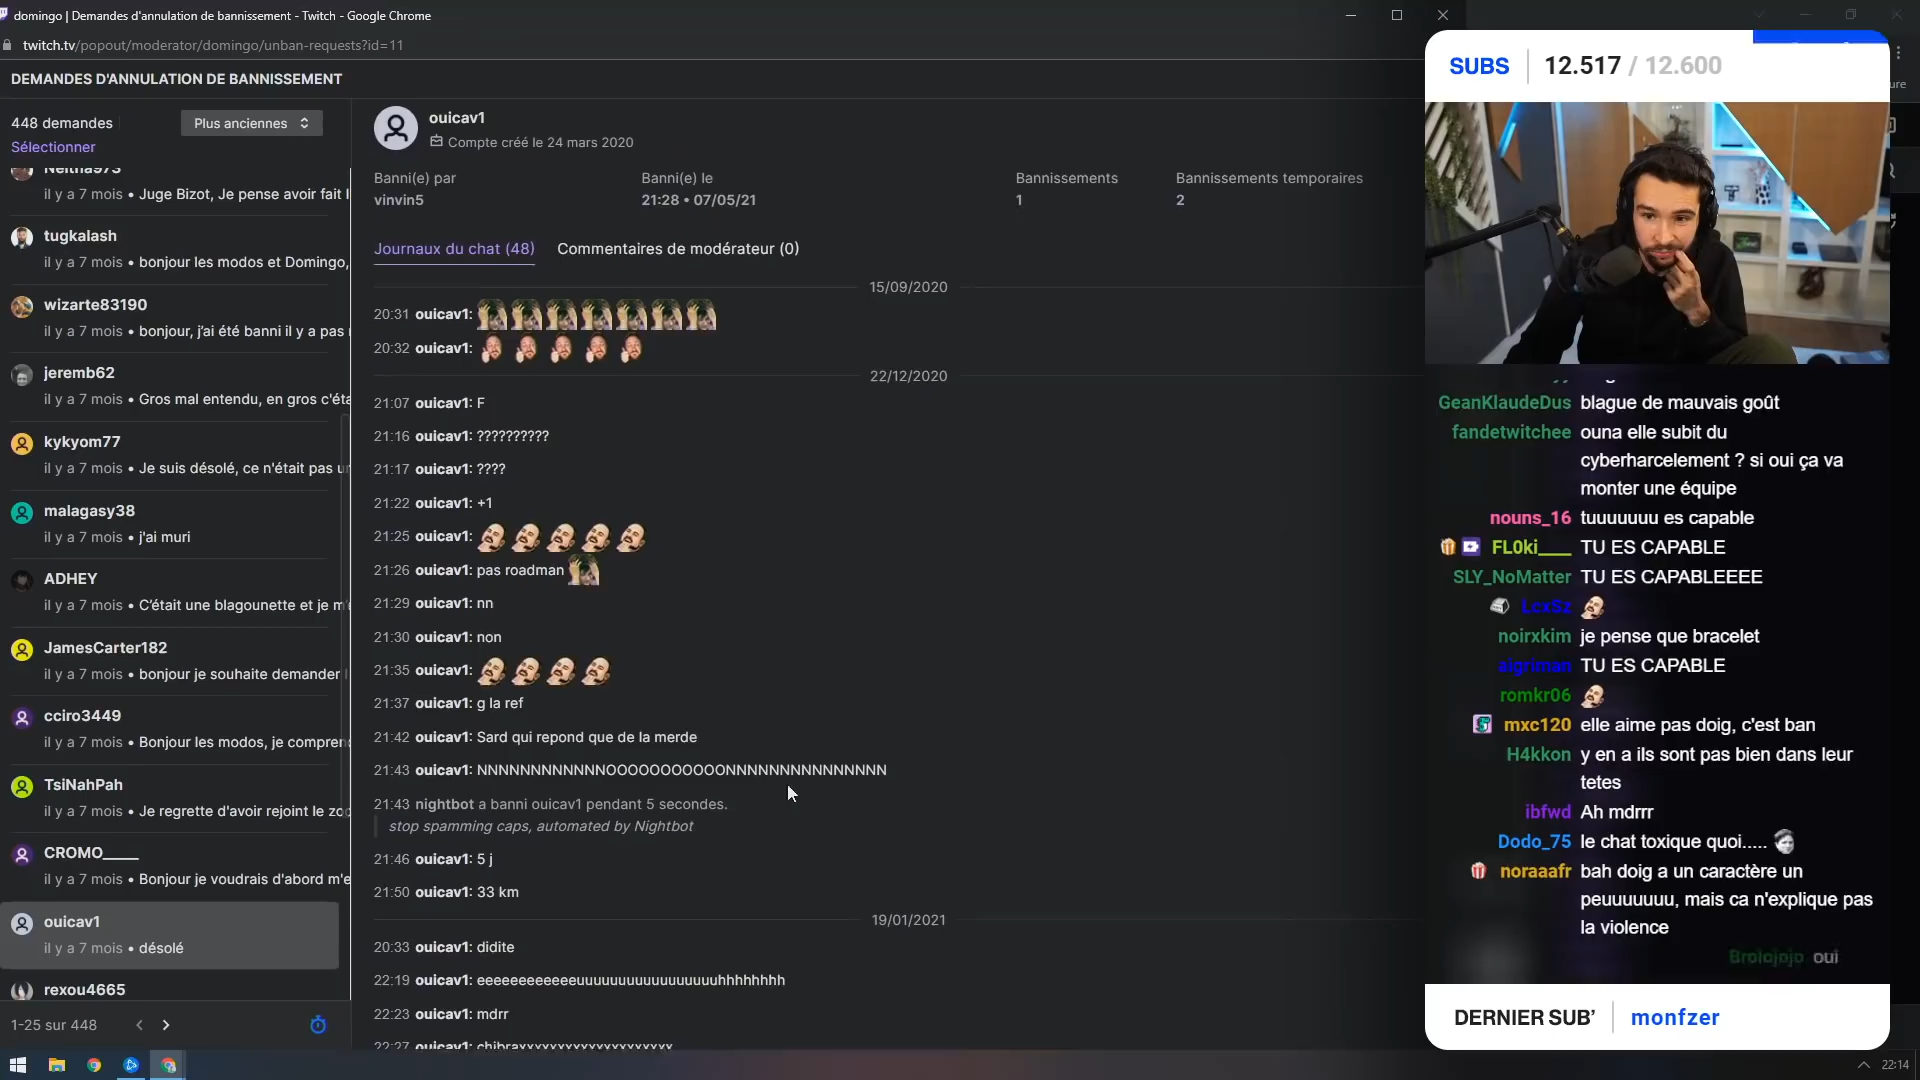 domingo | Demandes d'annulation de bannissement - Twitch - Google Chrome
twitch.tv/popout/moderator/domingo/unban-requests?id=11
DEMANDES D'ANNULATION DE BANNISSEMENT
448 demandes
Plus anciennes
Sélectionner
il y a 7 mois • Juge Bizot, Je pense avoir fait
tugkalash
il y a 7 mois • bonjour les modos et Domingo,
wizarte83190
il y a 7 mois • bonjour, j'ai été banni il y a pas
jeremb62
il y a 7 mois • Gros mal entendu, en gros c'éta
kykyom77
il y a 7 mois • Je suis désolé, ce n'était pas u
malagasy38
il y a 7 mois • j'ai muri
ADHEY
il y a 7 mois • C'était une blagounette et je m'
JamesCarter182
il y a 7 mois • bonjour je souhaite demander
cciro3449
il y a 7 mois • Bonjour les modos, je compren
TsiNahPah
il y a 7 mois • Je regrette d'avoir rejoint le zo
CROMO_____
il y a 7 mois • Bonjour je voudrais d'abord m'e
ouicav1
il y a 7 mois • désolé
rexou4665
1-25 sur 448
ouicav1
Compte créé le 24 mars 2020
Banni(e) par
vinvin5
Banni(e) le
21:28 • 07/05/21
Bannissements
1
Bannissements temporaires
2
Journaux du chat (48)
Commentaires de modérateur (0)
15/09/2020
20:31 ouicav1:
20:32 ouicav1:
22/12/2020
21:07 ouicav1: F
21:16 ouicav1: ??????????
21:17 ouicav1: ????
21:22 ouicav1: +1
21:25 ouicav1:
21:26 ouicav1: pas roadman
21:29 ouicav1: nn
21:30 ouicav1: non
21:35 ouicav1:
21:37 ouicav1: g la ref
21:42 ouicav1: Sard qui repond que de la merde
21:43 ouicav1: NNNNNNNNNNNNOOOOOOOOOOONNNNNNNNNNNNNNN
21:43 nightbot a banni ouicav1 pendant 5 secondes.
stop spamming caps, automated by Nightbot
21:46 ouicav1: 5 j
21:50 ouicav1: 33 km
19/01/2021
20:33 ouicav1: didite
22:19 ouicav1: eeeeeeeeeeeeuuuuuuuuuuuuuuuuuuhhhhhhhh
22:23 ouicav1: mdrr
22:27 ouicav1: chibraxxxxxxxxxxxxxxxxxxxx
SUBS
12.517 / 12.600
GeanKlaudeDus blague de mauvais goût
fandetwitchee ouna elle subit du
cyberharcelement ? si oui ça va
monter une équipe
nouns_16 tuuuuuuu es capable
FL0ki____ TU ES CAPABLE
SLY_NoMatter TU ES CAPABLEEEE
LcxSz
noirxkim je pense que bracelet
aigriman TU ES CAPABLE
romkr06
mxc120 elle aime pas doig, c'est ban
H4kkon y en a ils sont pas bien dans leur
tetes
ibfwd Ah mdrrr
Dodo_75 le chat toxique quoi.....
noraaafr bah doig a un caractère un
peuuuuuuu, mais ca n'explique pas
la violence
Brolojojo oui
DERNIER SUB'
monfzer
22:14